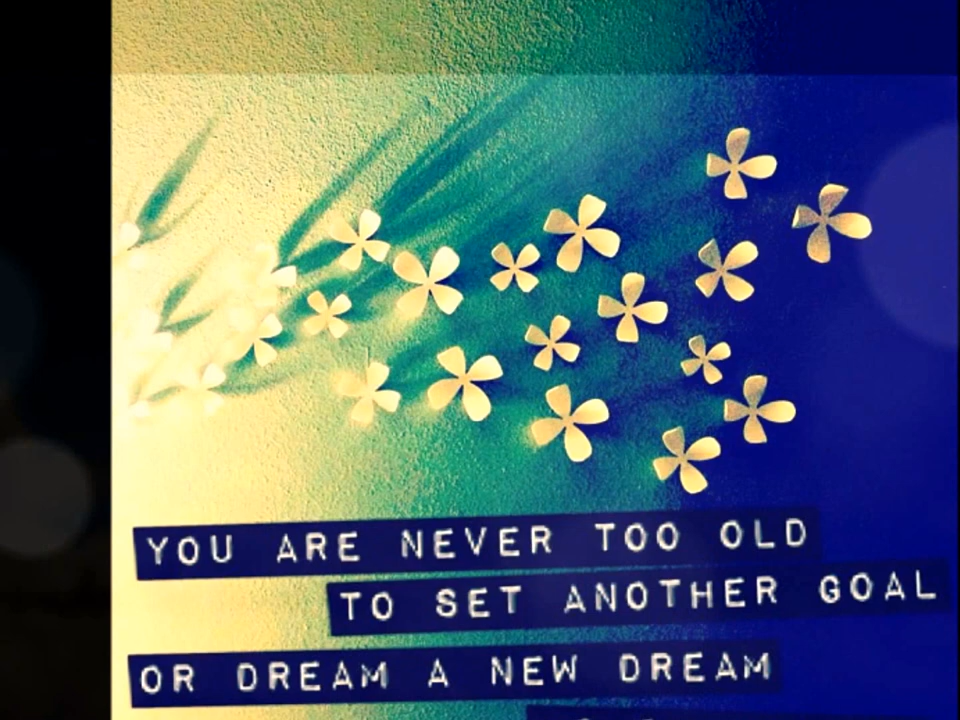 YOU ARE NEVER TOO OLD
TO SET ANOTHER GOAL
OR DREAM A NEW DREAM